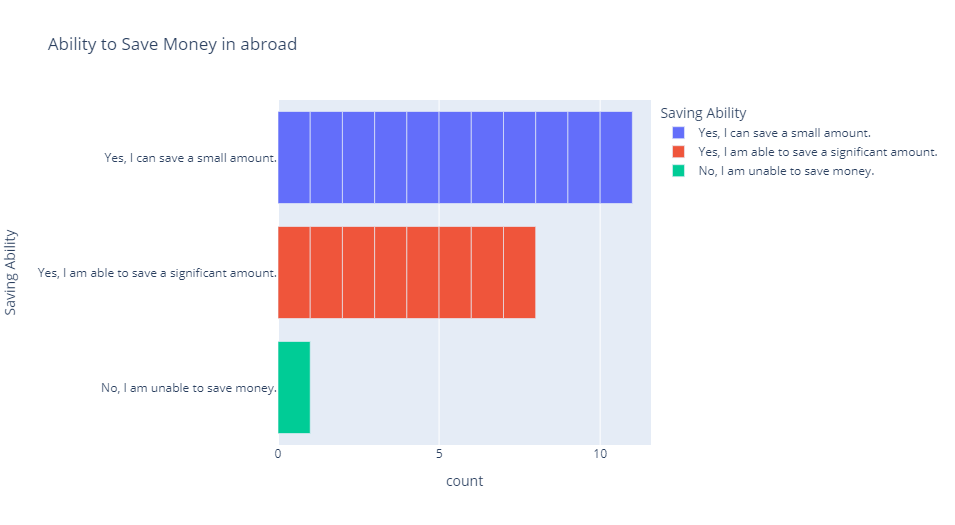 Ability to Save Money in abroad
Saving Ability
Yes, I can save a small amount.
Yes, I am able to save a significant amount.
No, I am unable to save money.
Saving Ability
Yes, I can save a small amount.
Yes, I am able to save a significant amount.
No, I am unable to save money.
0 5 10
count